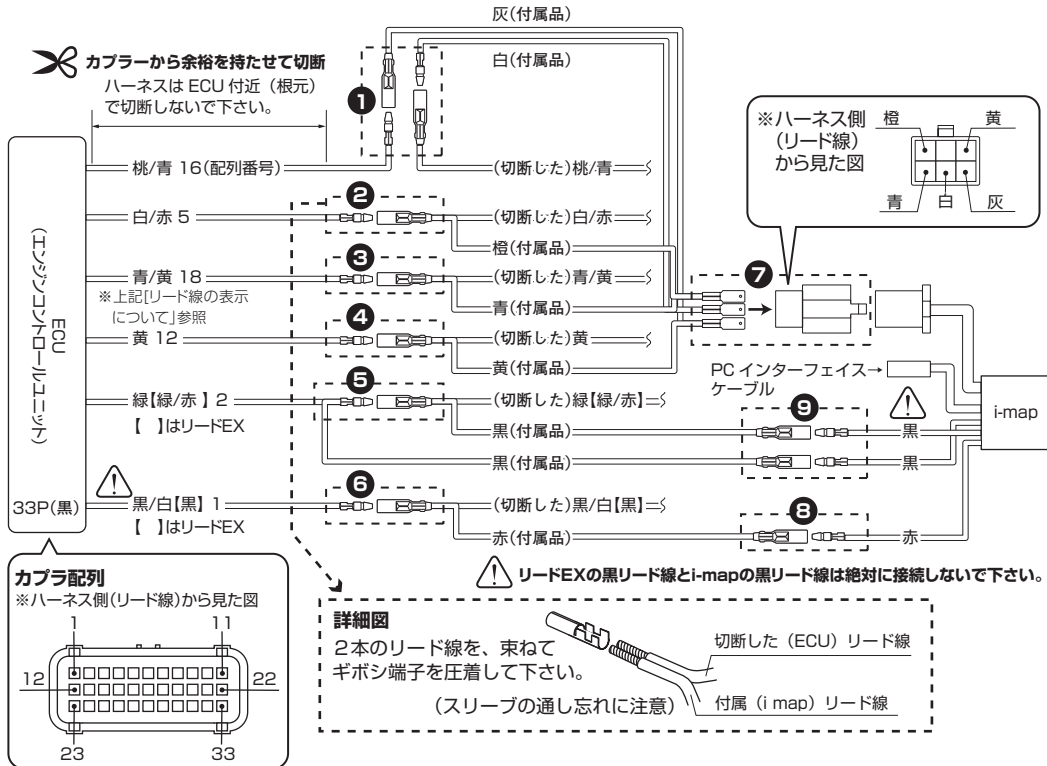 灰(付属品)
カプラーから余裕を持たせて切断
ハーネスは ECU 付近（根元）
で切断しないで下さい。
白(付属品)
1
※ハーネス側
(リード線)
から見た図
橙
黄
青
白
灰
桃/青 16(配列番号)
(切断した)桃/青
2
白/赤 5
(切断した)白/赤
橙(付属品)
3
7
青/黄 18
(切断した)青/黄
※上記[リード線の表示
について」参照
青(付属品)
4
黄 12
(切断した)黄
黄(付属品)
PC インターフェイス→
ケーブル
5
9
緑【緑/赤 】2
(切断した)緑【緑/赤】
【　】はリードEX
黒(付属品)
黒
黒(付属品)
黒
i-map
ECU
(エンジンコントロールユニット)
33P(黒)
6
黒/白【黒】 1
(切断した)黒/白【黒】
【　】はリードEX
8
赤(付属品)
赤
リードEXの黒リード線とi-mapの黒リード線は絶対に接続しないで下さい。
カプラ配列
※ハーネス側(リード線)から見た図
1
11
12
22
23
33
詳細図
２本のリード線を、束ねて
ギボシ端子を圧着して下さい。
(スリーブの通し忘れに注意)
切断した（ECU）リード線
付属（i map）リード線